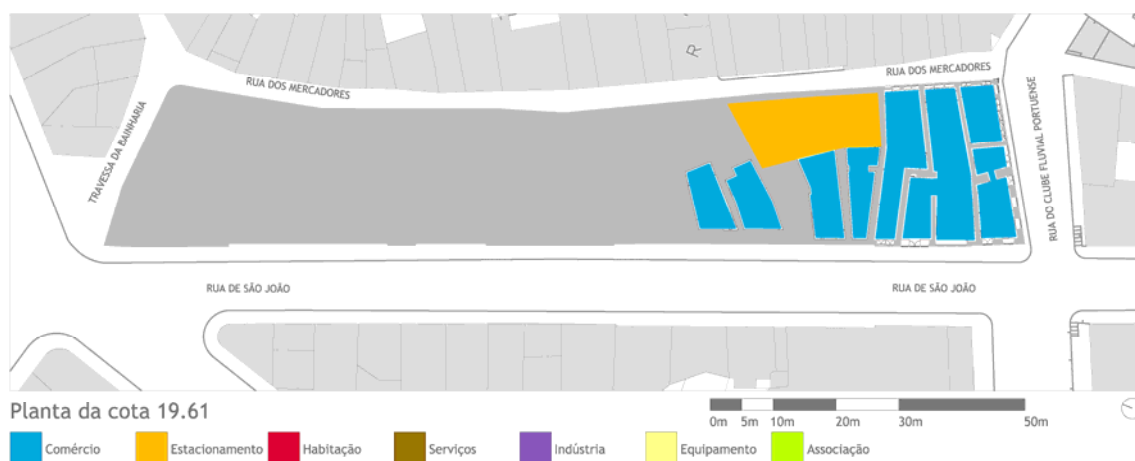 R
RUA DOS MERCADORES
RUA DOS MERCADORES
TRAVESSA DA BAINHARIA
RUA DO CLUBE FLUVIAL PORTUENSE
RUA DE SÃO JOÃO
RUA DE SÃO JOÃO
Planta da cota 19.61
0m 5m 10m 20m 30m 50m
Comércio Estacionamento Habitação Serviços Indústria Equipamento Associação